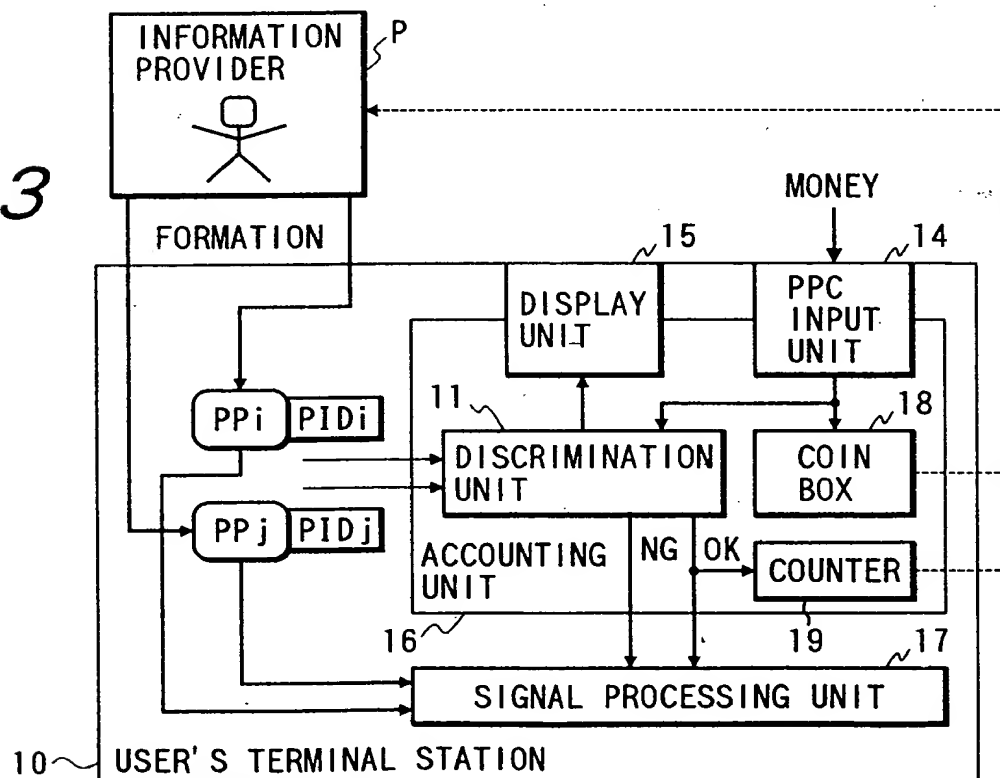 INFORMATION
PROVIDER
P
3
FORMATION
MONEY
15
14
DISPLAY
UNIT
PPC
INPUT
UNIT
11
18
PPi
PIDi
DISCRIMINATION
UNIT
COIN
BOX
PPj
PIDj
NG
OK
ACCOUNTING
UNIT
COUNTER
16
19
17
SIGNAL PROCESSING UNIT
10
USER'S TERMINAL STATION